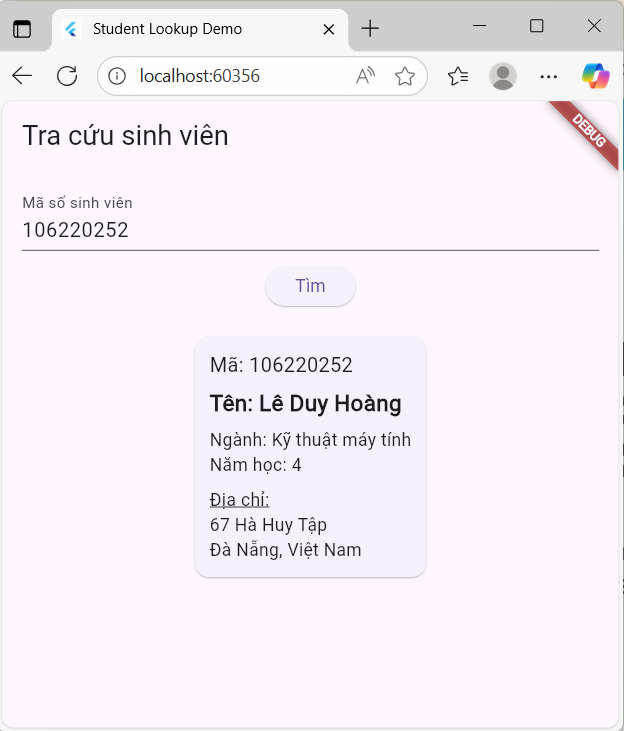 Student Lookup Demo
localhost:60356
DEBUG
Tra cứu sinh viên
Mã số sinh viên
106220252
Tìm
Mã: 106220252
Tên: Lê Duy Hoàng
Ngành: Kỹ thuật máy tính
Năm học: 4
Địa chỉ:
67 Hà Huy Tập
Đà Nẵng, Việt Nam